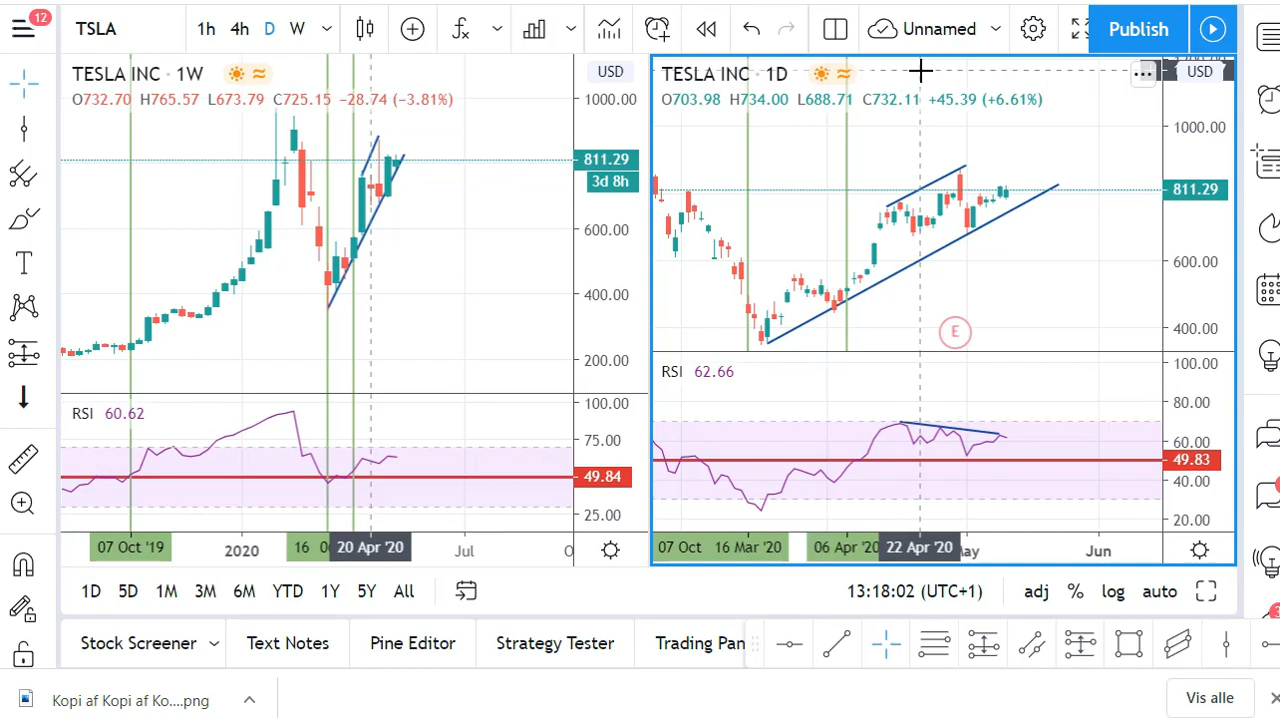 12
TSLA 1h 4h D W Unnamed Publish
TESLA INC · 1W USD
O732.70 H765.57 L673.79 C725.15 −28.74 (−3.81%)
1000.00
811.29
3d 8h
600.00
400.00
200.00
RSI 60.62
100.00
75.00
49.84
25.00
07 Oct '19 2020 16 20 Apr '20 Jul O
TESLA INC · 1D USD
O703.98 H734.00 L688.71 C732.11 +45.39 (+6.61%)
1000.00
811.29
600.00
E
400.00
RSI 62.66
100.00
80.00
60.00
49.83
40.00
20.00
07 Oct 16 Mar '20 06 Apr '20 22 Apr '20 Jun
1D 5D 1M 3M 6M YTD 1Y 5Y All 13:18:02 (UTC+1) adj % log auto
Stock Screener Text Notes Pine Editor Strategy Tester Trading Pan
Kopi af Kopi af Ko....png Vis alle